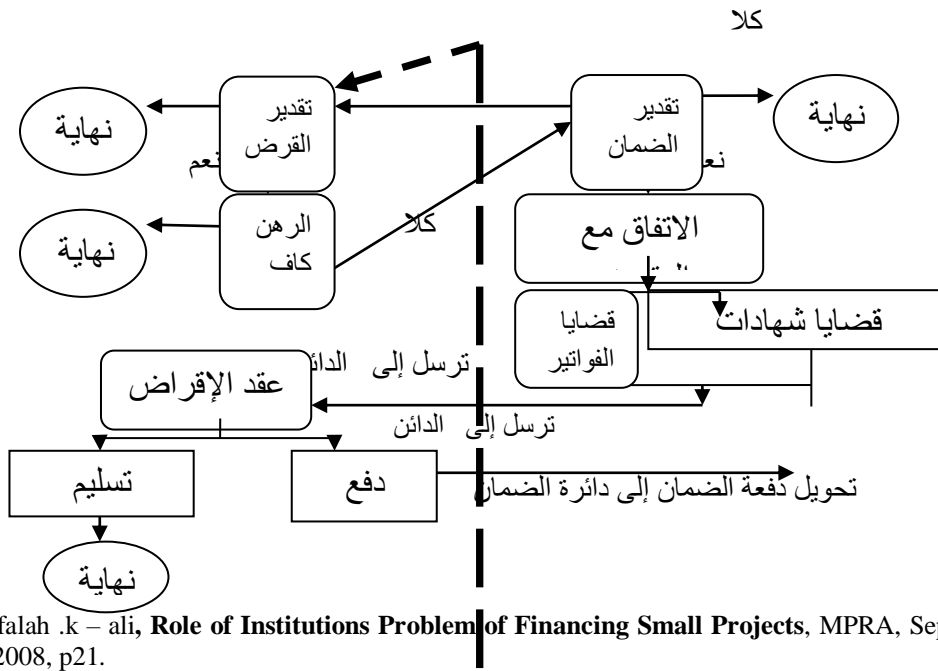 كلا
نهاية
تقدير
الضمان
تقدير
القرض
نهاية
نعم
الاتفاق مع
الرهن
كاف
كلا
نهاية
قضايا شهادات
قضايا
الفواتير
ترسل إلى
عقد الإقراض
ترسل إلى الدائن
تسليم
دفع
تحويل دفعة الضمان إلى دائرة الضمان
نهاية
falah .k – ali, Role of Institutions Problem of Financing Small Projects, MPRA, Sep
2008, p21.